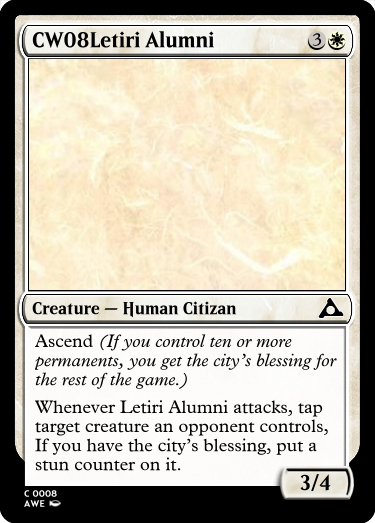 CW08Letiri Alumni 3
Creature — Human Citizan
Ascend (If you control ten or more
permanents, you get the city's blessing for
the rest of the game.)
Whenever Letiri Alumni attacks, tap
target creature an opponent controls,
If you have the city's blessing, put a
stun counter on it.
3/4
C 0008
AWE